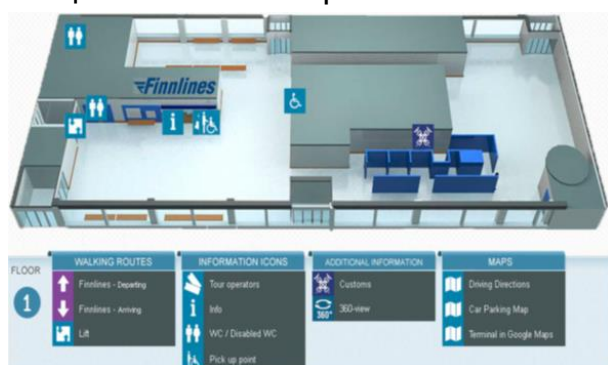 Finnlines
i
FLOOR
1
WALKING ROUTES
Finnlines - Departing
Finnlines - Arriving
Lift
INFORMATION ICONS
Tour operators
i Info
WC / Disabled WC
Pick up point
ADDITIONAL INFORMATION
Customs
360° 360-view
MAPS
Driving Directions
Car Parking Map
Terminal in Google Maps